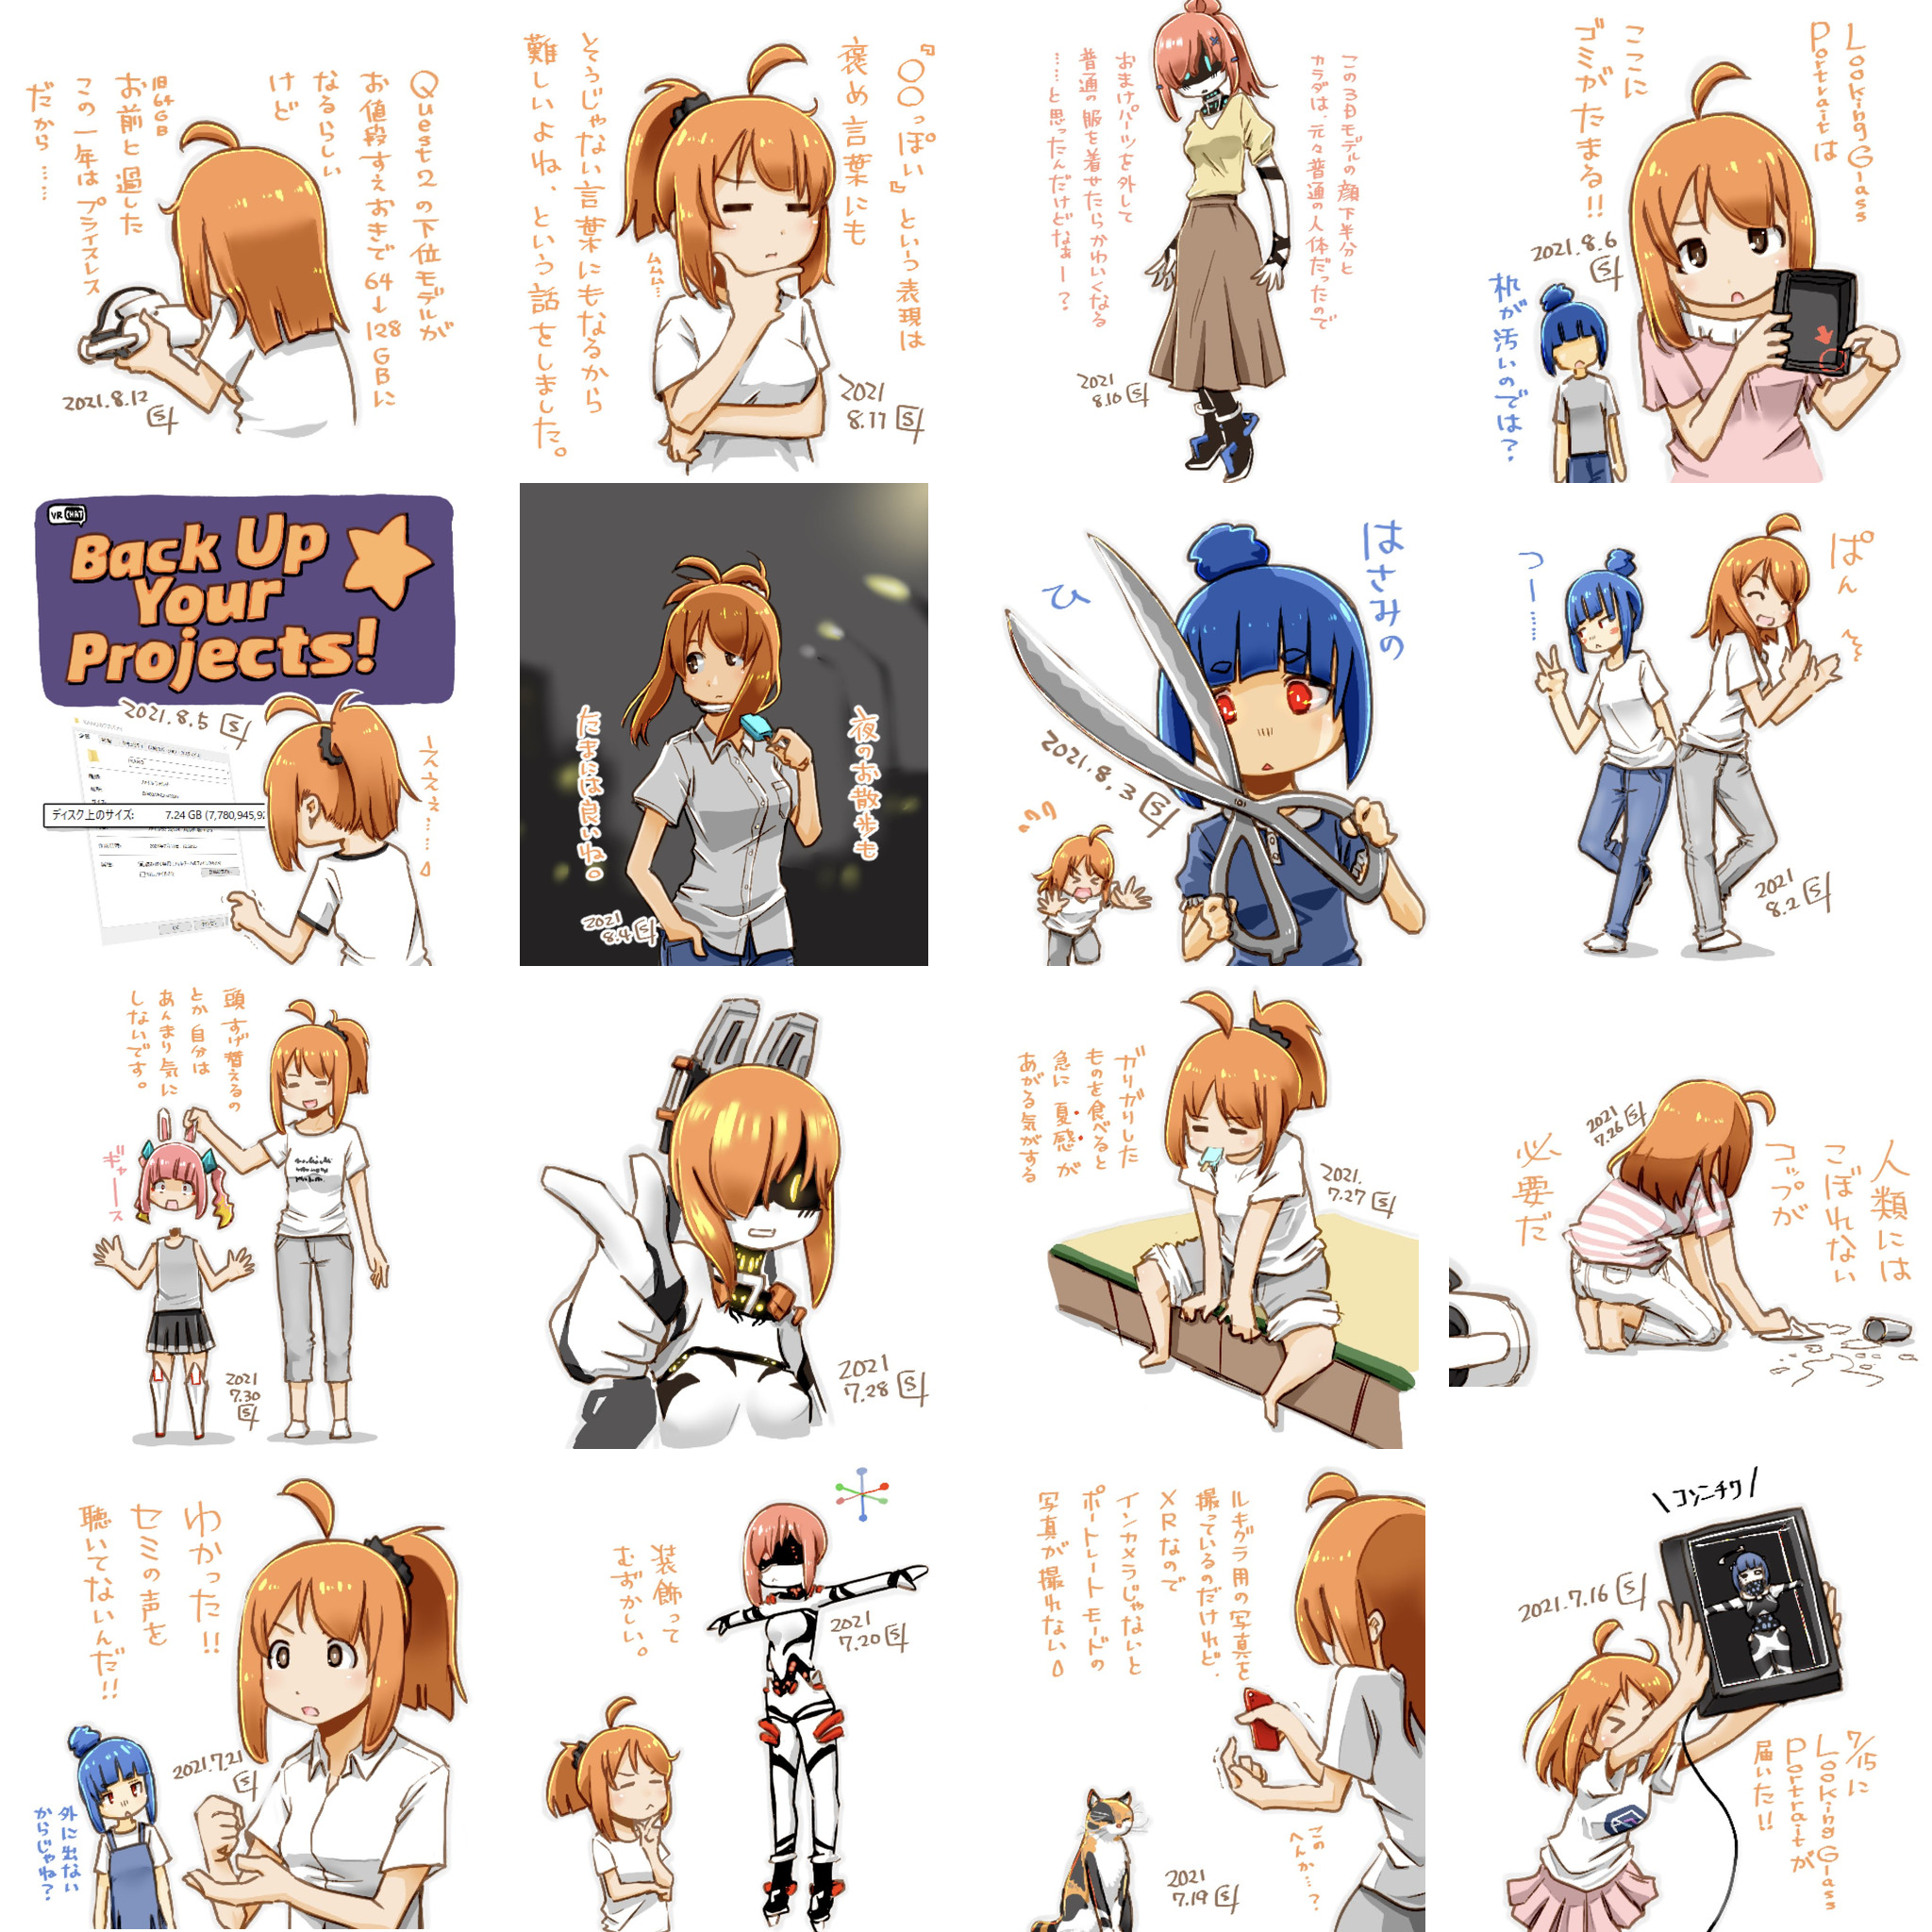 Quest2の下位モデルが
お値段すえおきで64→128GBに
なるらしい
けど
旧64GB
お前と過した
この一年はプライスレス
だから……
2021.8.12
『○○っぽい』という表現は
褒め言葉にも
そうじゃない言葉にもなるから
難しいよね、という話をしました。
ムムム…
2021
8.11
この3Dモデルの顔下半分と
カラダは、元々普通の人体だったので
おまけパーツを外して
普通の服を着せたらかわいくなる
……と思ったんだけどなぁー?
2021
8.10
Looking Glass
Portraitは
ここに
ゴミがたまる!!
2021.8.6
机が汚いのでは?
VRCHAT
Back Up
Your
Projects!
2021.8.5
ーえぇぇ……
ディスク上のサイズ: 7.24 GB (7,780,945,92
夜のお散歩も
たまには良いね。
2021
8.4
はさみの
ひ
2021.8.3
ぱん
つー……
2021
8.2
頭すげ替えるの
とか自分は
あんまり気に
しないです。
ギャース
2021
7.30
2021
7.28
ガリガリした
ものを食べると
急に夏感が
あがる気がする
2021.
7.27
2021
7.26
人類には
こぼれない
コップが
必要だ
わかった!!
セミの声を
聴いてないんだ!!
2021.7.21
外に出ない
からじゃね?
装飾って
むずかしい。
2021
7.20
ルキグラ用の写真を
撮っているのだけれど、
XRなので
インカメラじゃないと
ポートレートモードの
写真が撮れない
この
へんか…?
2021
7.19
\コンニチワ/
2021.7.16
7/15に
Looking Glass
Portraitが
届いた!!